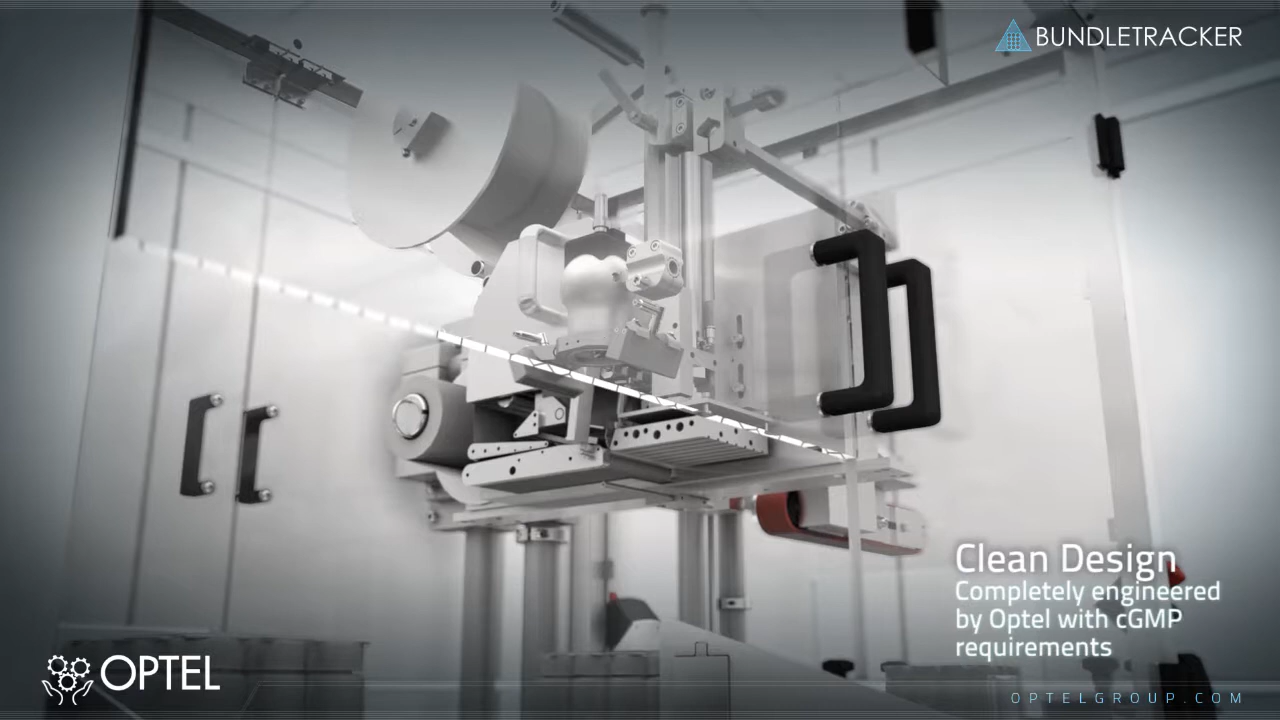 BUNDLETRACKER
Clean Design
Completely engineered
by Optel with cGMP
requirements
OPTEL
OPTELGROUP.COM